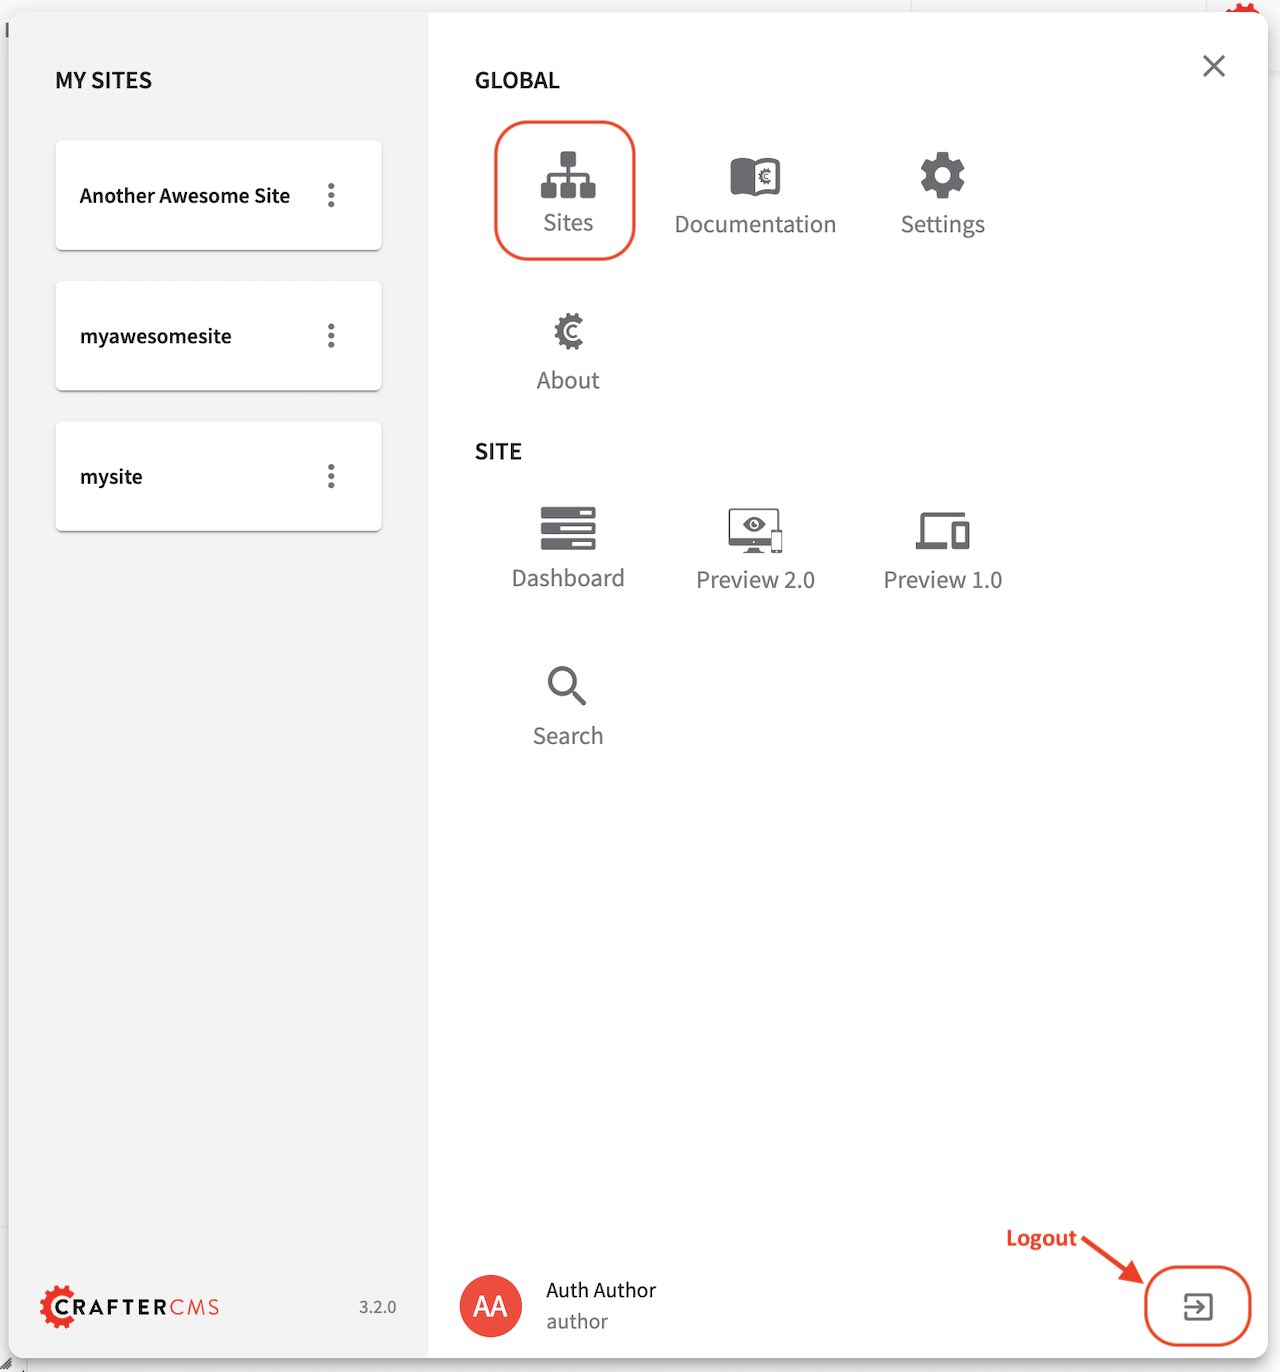 MY SITES
Another Awesome Site
myawesomesite
mysite
CRAFTERCMS
3.2.0
GLOBAL
Sites
Documentation
Settings
About
SITE
Dashboard
Preview 2.0
Preview 1.0
Search
Logout
AA
Auth Author
author